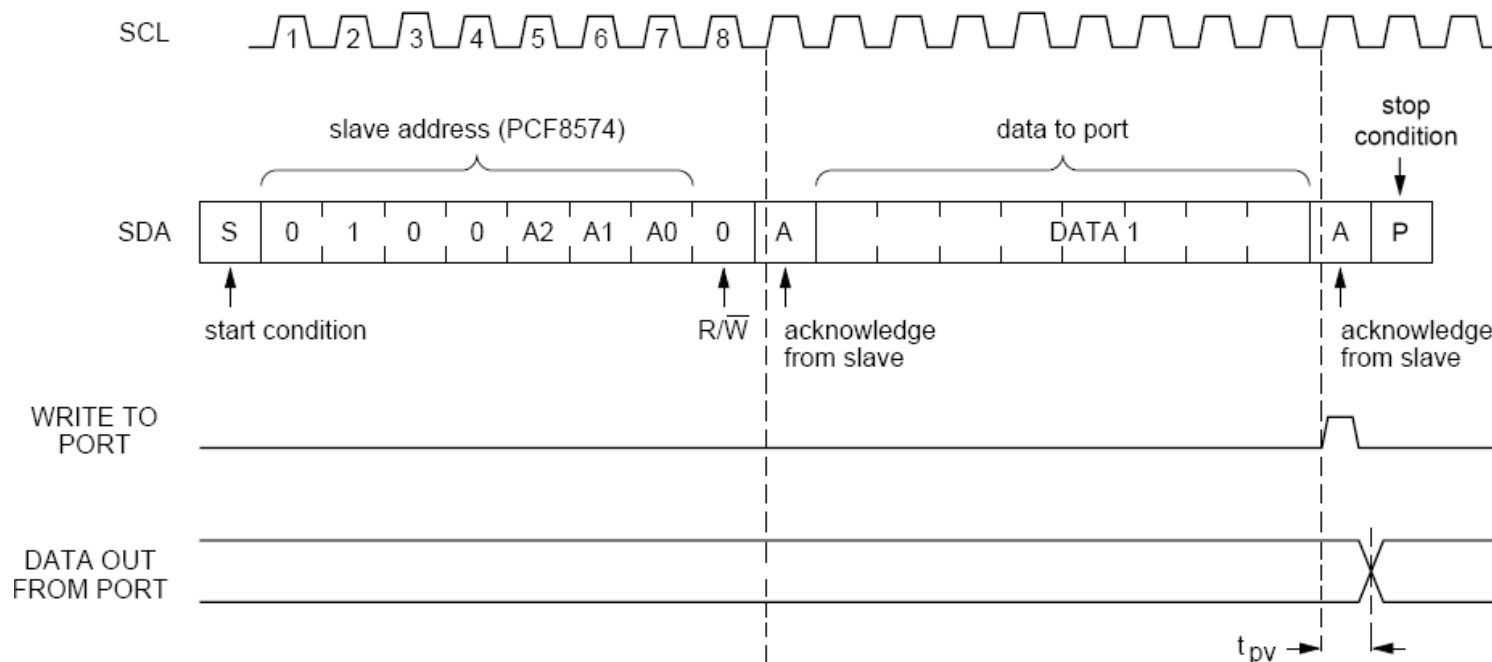 SCL
1 2 3 4 5 6 7 8
slave address (PCF8574)
data to port
stop
condition
SDA
S 0 1 0 0 A2 A1 A0 0 A DATA 1 A P
start condition
R/W̅
acknowledge
from slave
acknowledge
from slave
WRITE TO
PORT
DATA OUT
FROM PORT
tpv